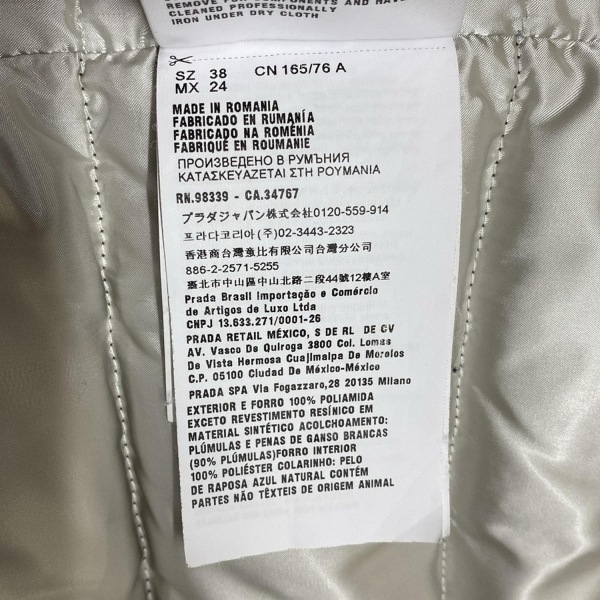 REMOVE FUR COMPONENTS AND HAVE
CLEANED PROFESSIONALLY
IRON UNDER DRY CLOTH
SZ 38 CN 165/76 A
MX 24
MADE IN ROMANIA
FABRICADO EN RUMANÍA
FABRICADO NA ROMÉNIA
FABRIQUÉ EN ROUMANIE
ПРОИЗВЕДЕНО В РУМЪНИЯ
ΚΑΤΑΣΚΕΥΑΖΕΤΑΙ ΣΤΗ ΡΟΥΜΑΝΙΑ
RN.98339 - CA.34767
プラダジャパン株式会社0120-559-914
프라다코리아(주)02-3443-2323
香港商台灣意比有限公司台灣分公司
886-2-2571-5255
臺北市中山區中山北路二段44號12樓A室
Prada Brasil Importação e Comércio
de Artigos de Luxo Ltda
CNPJ 13.633.271/0001-26
PRADA RETAIL MÉXICO, S DE RL DE CV
AV. Vasco De Quiroga 3800 Col. Lomas
De Vista Hermosa Cuajimalpa De Morelos
C.P. 05100 Ciudad De México-México
PRADA SPA Via Fogazzaro,28 20135 Milano
EXTERIOR E FORRO 100% POLIAMIDA
EXCETO REVESTIMENTO RESÍNICO EM
MATERIAL SINTÉTICO ACOLCHOAMENTO:
PLÚMULAS E PENAS DE GANSO BRANCAS
(90% PLÚMULAS)FORRO INTERIOR
100% POLIÉSTER COLARINHO: PELO
DE RAPOSA AZUL NATURAL CONTÉM
PARTES NÃO TÊXTEIS DE ORIGEM ANIMAL